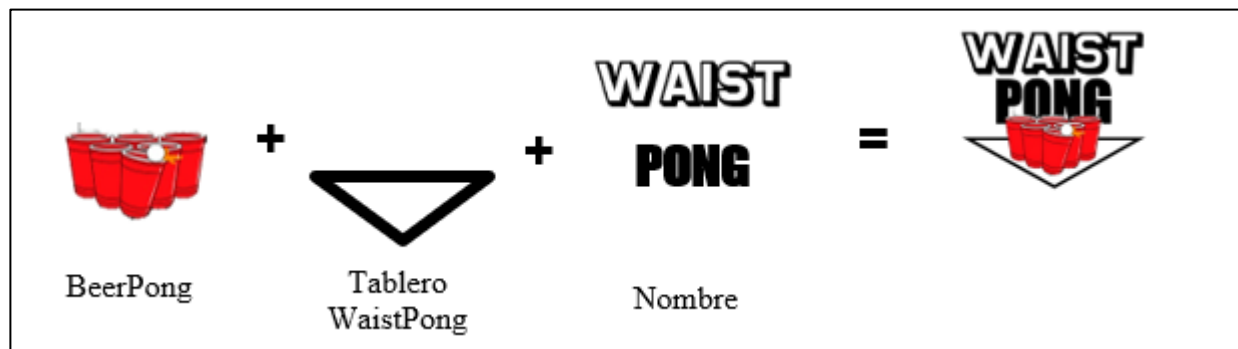 BeerPong
+
Tablero
WaistPong
+
WAIST
PONG
Nombre
=
WAIST
PONG